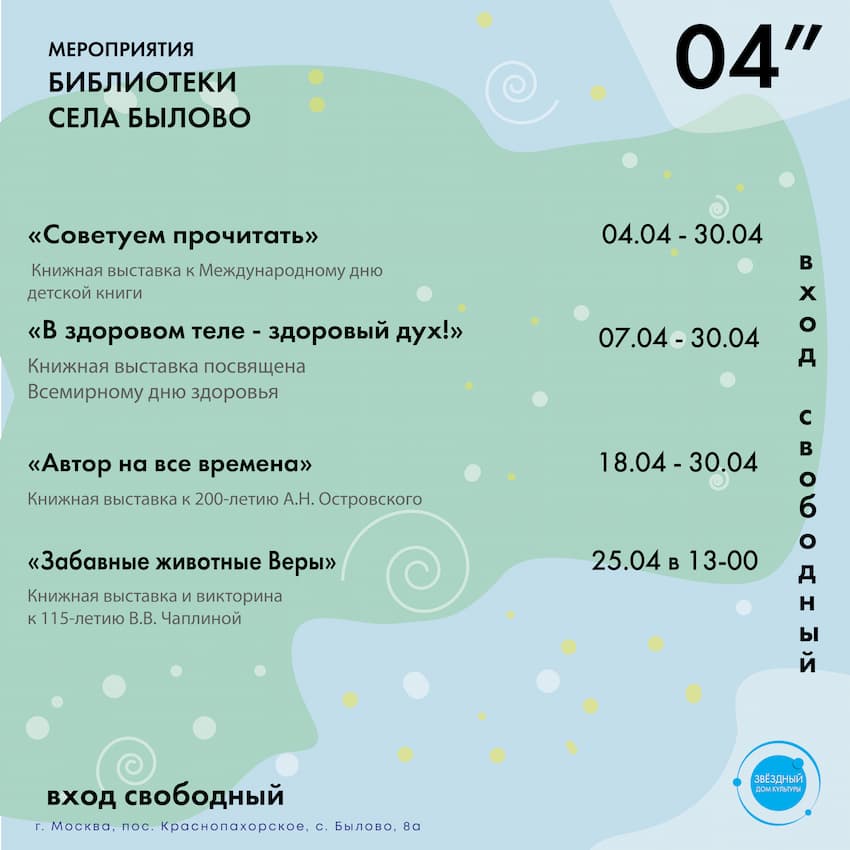 МЕРОПРИЯТИЯ
БИБЛИОТЕКИ
СЕЛА БЫЛОВО
04”
«Советуем прочитать»
04.04 - 30.04
Книжная выставка к Международному дню
детской книги
«В здоровом теле - здоровый дух!»
07.04 - 30.04
Книжная выставка посвящена
Всемирному дню здоровья
«Автор на все времена»
18.04 - 30.04
Книжная выставка к 200-летию А.Н. Островского
«Забавные животные Веры»
25.04 в 13-00
Книжная выставка и викторина
к 115-летию В.В. Чаплиной
вход свободный
ЗВЁЗДНЫЙ
ДОМ КУЛЬТУРЫ
вход свободный
г. Москва, пос. Краснопахорское, с. Былово, 8а